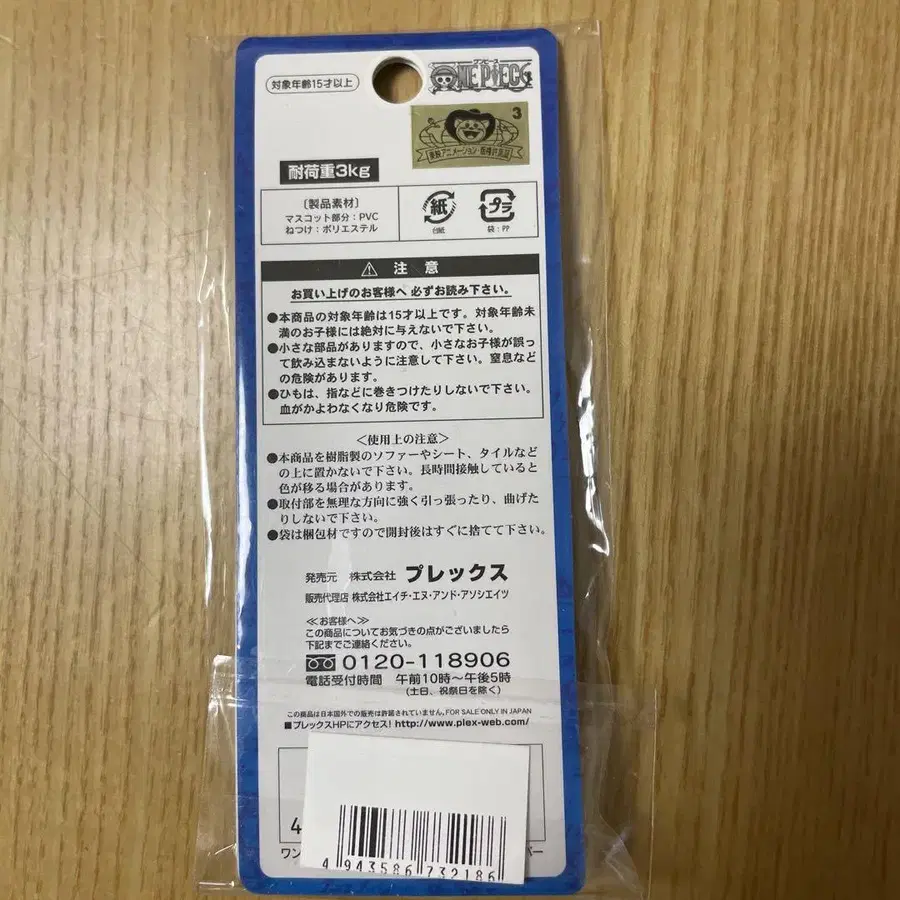 対象年齢15才以上
ONE PIECE
3
東映アニメーション・版権許諾証
耐荷重3kg
〔製品素材〕
マスコット部分：PVC
ねつけ：ポリエステル
紙
台紙
プラ
袋：PP
注 意
お買い上げのお客様へ 必ずお読み下さい。
●本商品の対象年齢は15才以上です。対象年齢未
満のお子様には絶対に与えないで下さい。
●小さな部品がありますので、小さなお子様が誤っ
て飲み込まないように注意して下さい。窒息など
の危険があります。
●ひもは、指などに巻きつけたりしないで下さい。
血がかよわなくなり危険です。
＜使用上の注意＞
●本商品を樹脂製のソファーやシート、タイルなど
の上に置かないで下さい。長時間接触していると
色が移る場合があります。
●取付部を無理な方向に強く引っ張ったり、曲げた
りしないで下さい。
●袋は梱包材ですので開封後はすぐに捨てて下さい。
発売元 株式会社 プレックス
販売代理店 株式会社エイチ・エヌ・アンド・アソシエイツ
≪お客様へ≫
この商品についてお気づきの点がございましたら
下記までご連絡ください。
0120-118906
電話受付時間 午前10時～午後5時
（土日、祝祭日を除く）
この商品は日本国外での販売は許諾されていません。FOR SALE ONLY IN JAPAN
■プレックスHPにアクセス! http://www.plex-web.com/
4
ワン
パー
4 943586 732186